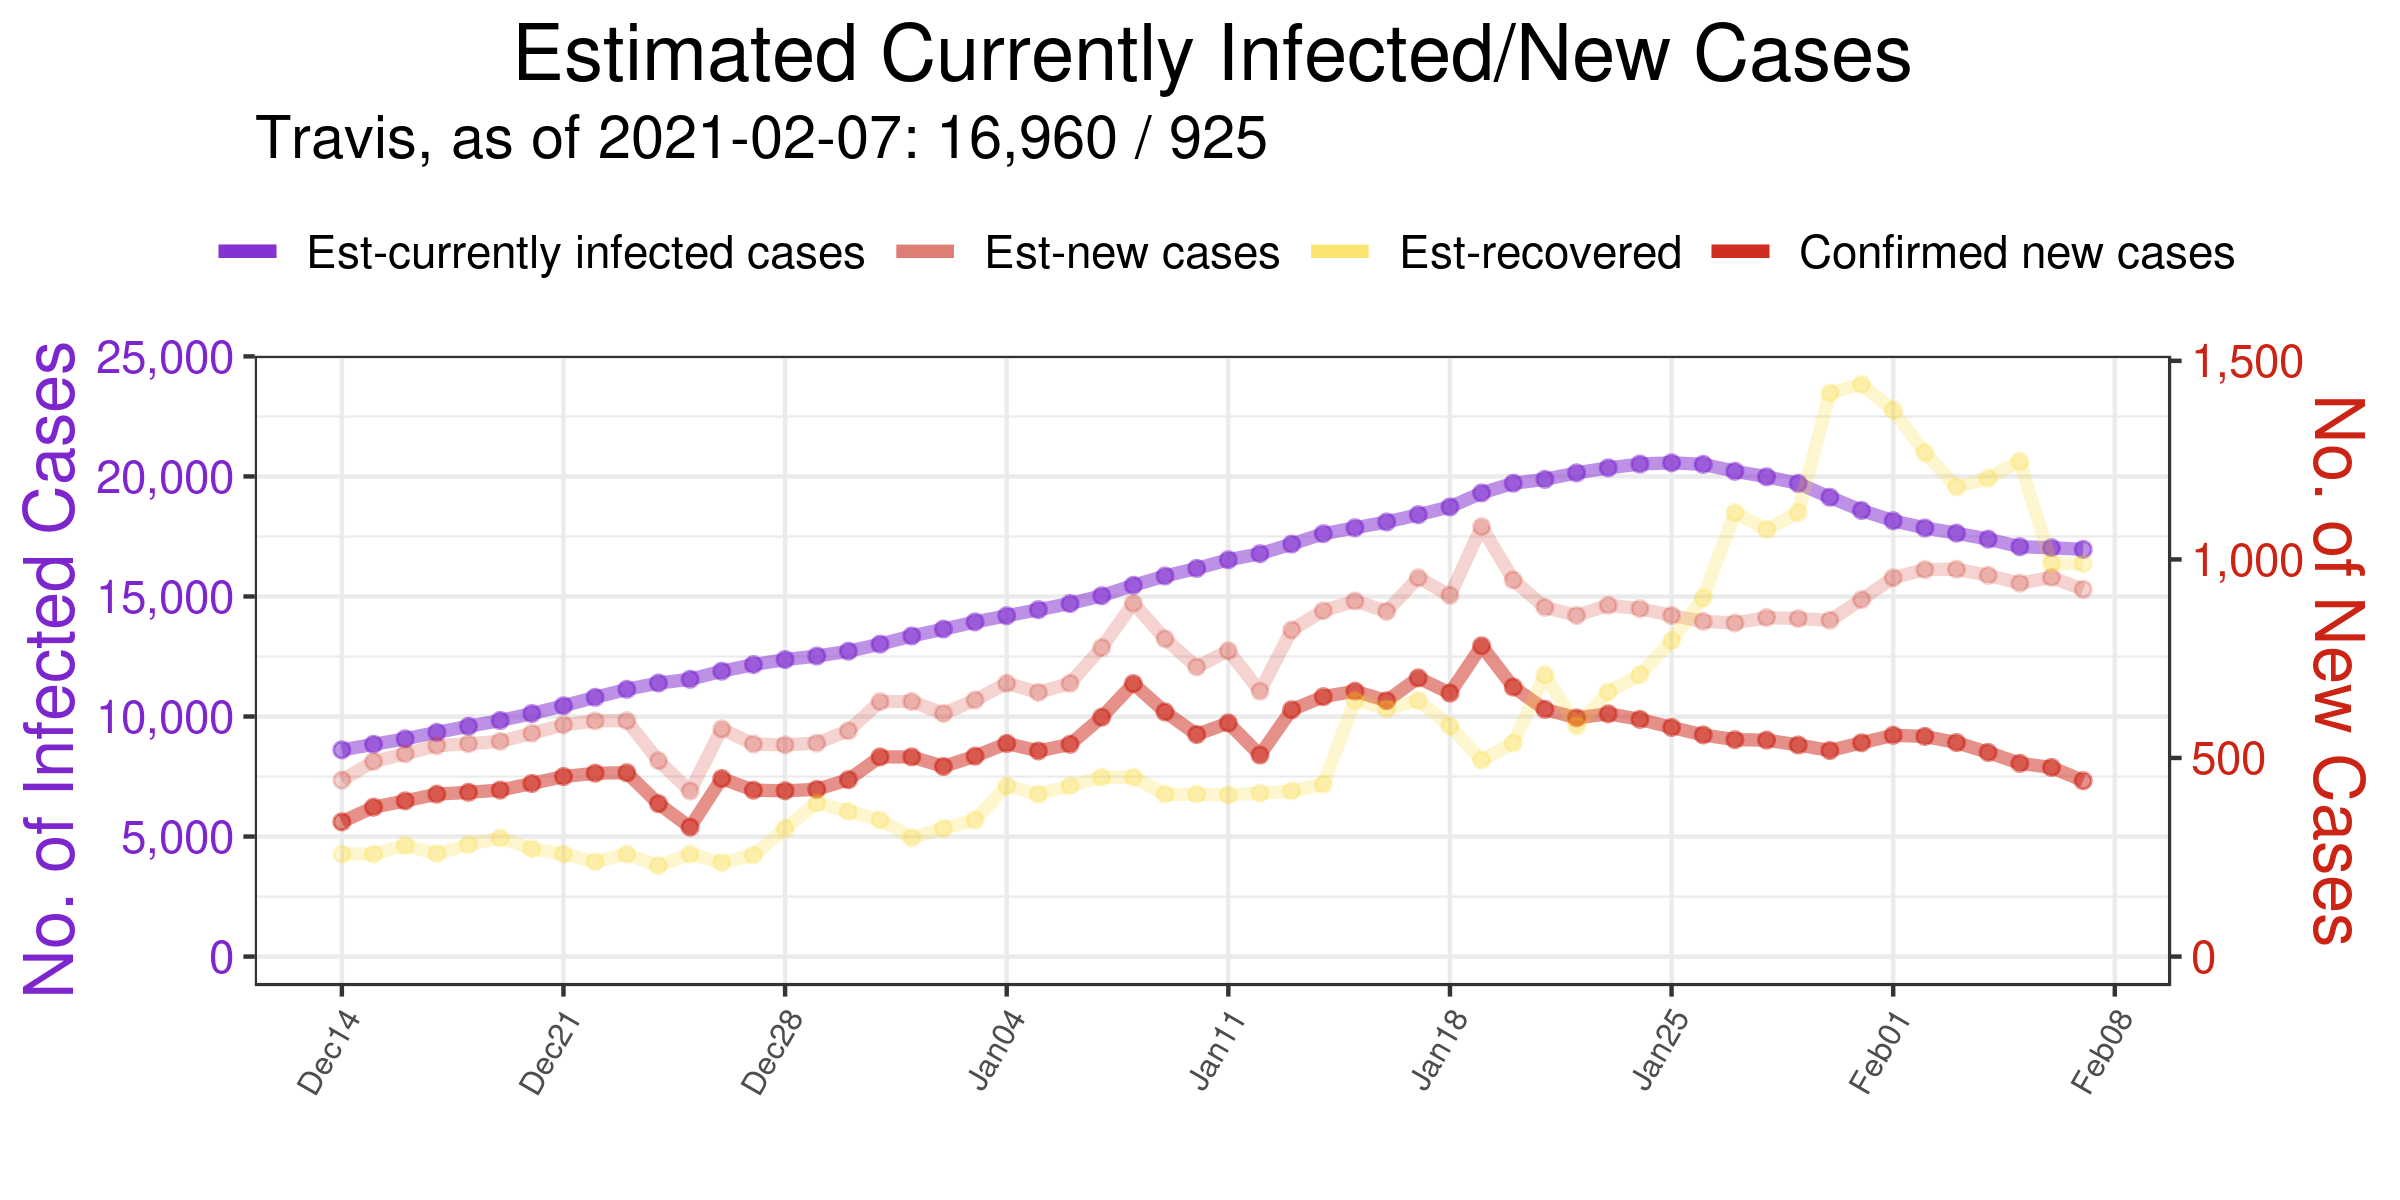 Estimated Currently Infected/New Cases
Travis, as of 2021-02-07: 16,960 / 925
Est-currently infected cases Est-new cases Est-recovered Confirmed new cases
No. of Infected Cases
25,000
20,000
15,000
10,000
5,000
0
1,500
1,000
500
0
No. of New Cases
Dec14 Dec21 Dec28 Jan04 Jan11 Jan18 Jan25 Feb01 Feb08